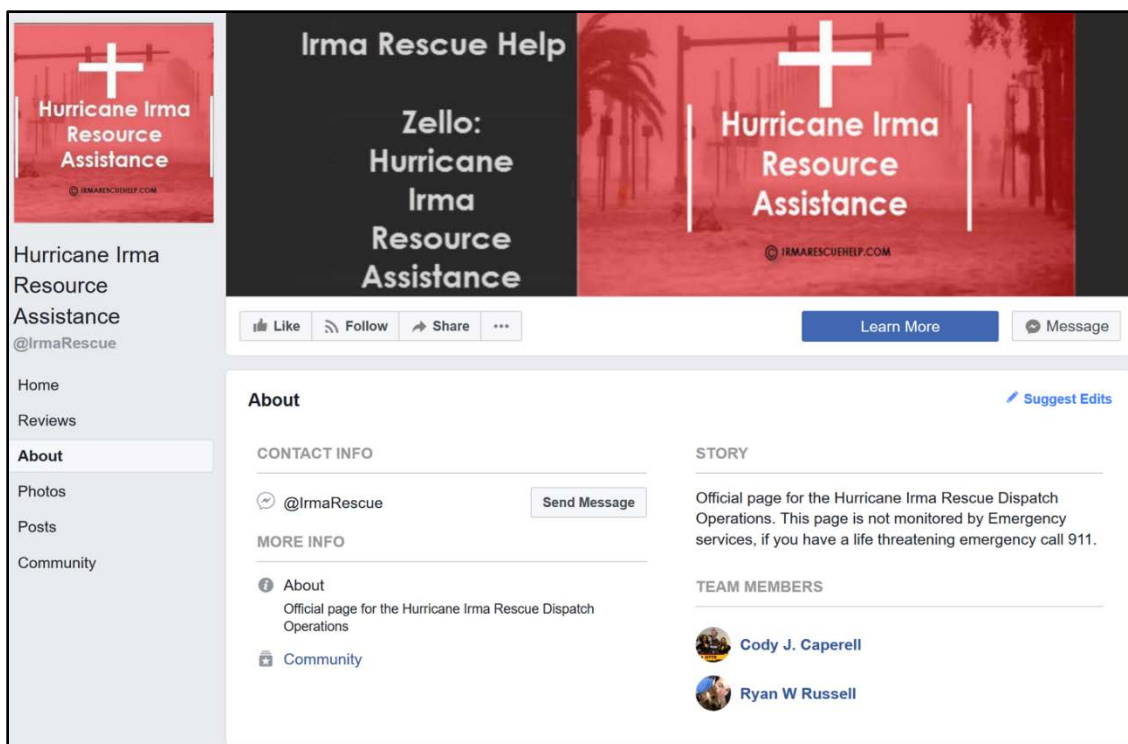 Hurricane Irma
Resource
Assistance
© IRMARESCUEHELP.COM
Irma Rescue Help
Zello:
Hurricane
Irma
Resource
Assistance
Hurricane Irma
Resource
Assistance
© IRMARESCUEHELP.COM
Hurricane Irma
Resource
Assistance
@IrmaRescue
Home
Reviews
About
Photos
Posts
Community
Like Follow Share ...
Learn More
Message
About
Suggest Edits
CONTACT INFO
@IrmaRescue
Send Message
MORE INFO
About
Official page for the Hurricane Irma Rescue Dispatch
Operations
Community
STORY
Official page for the Hurricane Irma Rescue Dispatch
Operations. This page is not monitored by Emergency
services, if you have a life threatening emergency call 911.
TEAM MEMBERS
Cody J. Caperell
Ryan W Russell